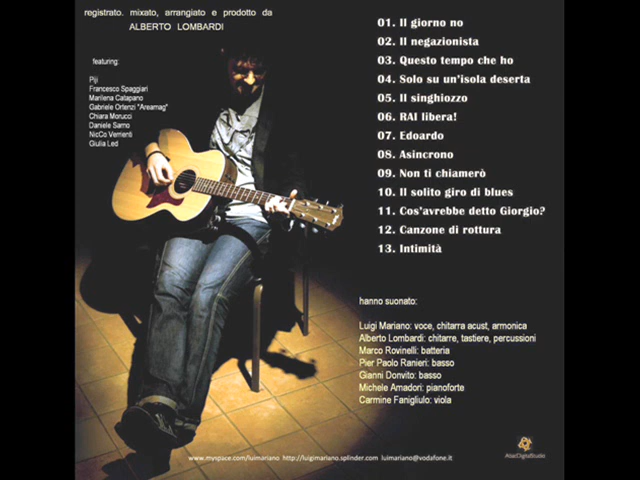 registrato. mixato, arrangiato e prodotto da
ALBERTO LOMBARDI
featuring:
Piji
Francesco Spaggiari
Marilena Catapano
Gabriele Ortenzi "Areamag"
Chiara Morucci
Daniele Sarno
NicCo Verrienti
Giulia Led
01. Il giorno no
02. Il negazionista
03. Questo tempo che ho
04. Solo su un'isola deserta
05. Il singhiozzo
06. RAI libera!
07. Edoardo
08. Asincrono
09. Non ti chiamerò
10. Il solito giro di blues
11. Cos'avrebbe detto Giorgio?
12. Canzone di rottura
13. Intimità
hanno suonato:
Luigi Mariano: voce, chitarra acust, armonica
Alberto Lombardi: chitarre, tastiere, percussioni
Marco Rovinelli: batteria
Pier Paolo Ranieri: basso
Gianni Donvito: basso
Michele Amadori: pianoforte
Carmine Fanigliulo: viola
www.myspace.com/luimariano http://luigimariano.splinder.com luimariano@vodafone.it